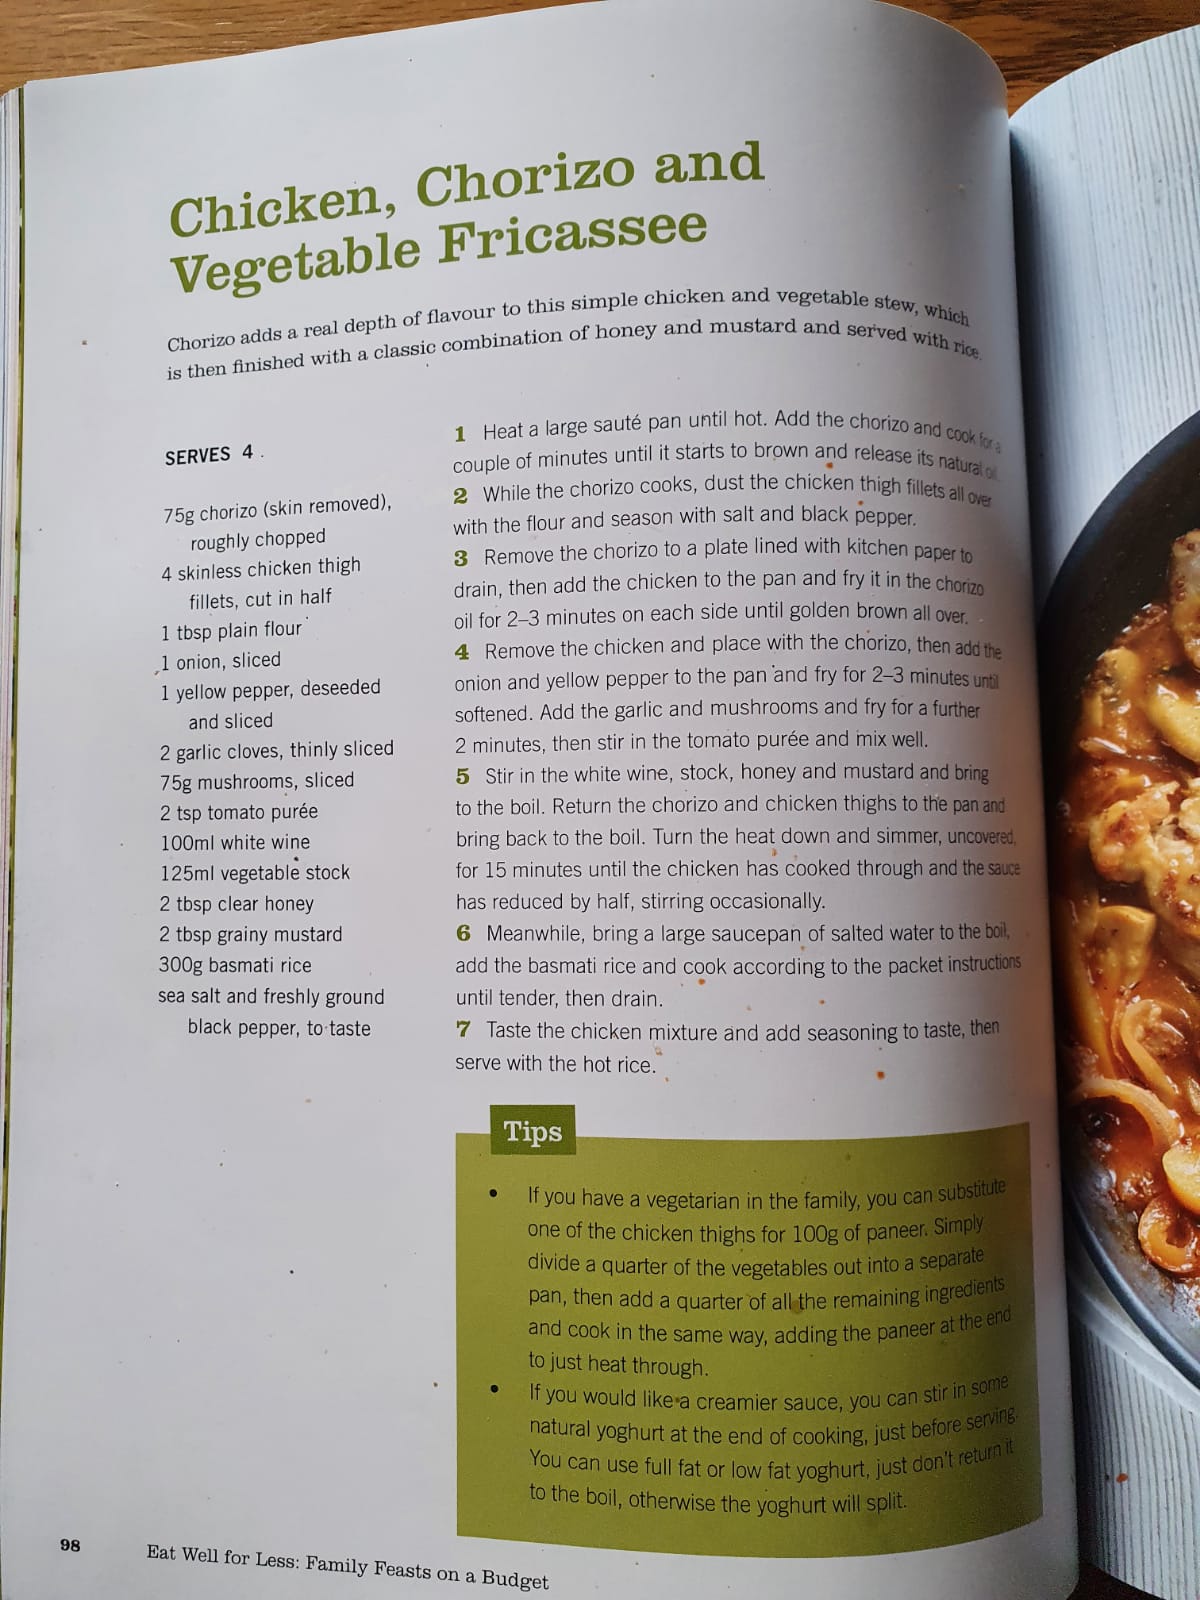 Chicken, Chorizo and
Vegetable Fricassee
Chorizo adds a real depth of flavour to this simple chicken and vegetable stew, which
is then finished with a classic combination of honey and mustard and served with rice.
SERVES 4
75g chorizo (skin removed),
roughly chopped
4 skinless chicken thigh
fillets, cut in half
1 tbsp plain flour
1 onion, sliced
1 yellow pepper, deseeded
and sliced
2 garlic cloves, thinly sliced
75g mushrooms, sliced
2 tsp tomato purée
100ml white wine
125ml vegetable stock
2 tbsp clear honey
2 tbsp grainy mustard
300g basmati rice
sea salt and freshly ground
black pepper, to taste
1 Heat a large sauté pan until hot. Add the chorizo and cook for a
couple of minutes until it starts to brown and release its natural oil.
2 While the chorizo cooks, dust the chicken thigh fillets all over
with the flour and season with salt and black pepper.
3 Remove the chorizo to a plate lined with kitchen paper to
drain, then add the chicken to the pan and fry it in the chorizo
oil for 2–3 minutes on each side until golden brown all over.
4 Remove the chicken and place with the chorizo, then add the
onion and yellow pepper to the pan and fry for 2–3 minutes until
softened. Add the garlic and mushrooms and fry for a further
2 minutes, then stir in the tomato purée and mix well.
5 Stir in the white wine, stock, honey and mustard and bring
to the boil. Return the chorizo and chicken thighs to the pan and
bring back to the boil. Turn the heat down and simmer, uncovered,
for 15 minutes until the chicken has cooked through and the sauce
has reduced by half, stirring occasionally.
6 Meanwhile, bring a large saucepan of salted water to the boil,
add the basmati rice and cook according to the packet instructions
until tender, then drain.
7 Taste the chicken mixture and add seasoning to taste, then
serve with the hot rice.
Tips
• If you have a vegetarian in the family, you can substitute
one of the chicken thighs for 100g of paneer. Simply
divide a quarter of the vegetables out into a separate
pan, then add a quarter of all the remaining ingredients
and cook in the same way, adding the paneer at the end
to just heat through.
• If you would like a creamier sauce, you can stir in some
natural yoghurt at the end of cooking, just before serving.
You can use full fat or low fat yoghurt, just don't return it
to the boil, otherwise the yoghurt will split.
98 Eat Well for Less: Family Feasts on a Budget